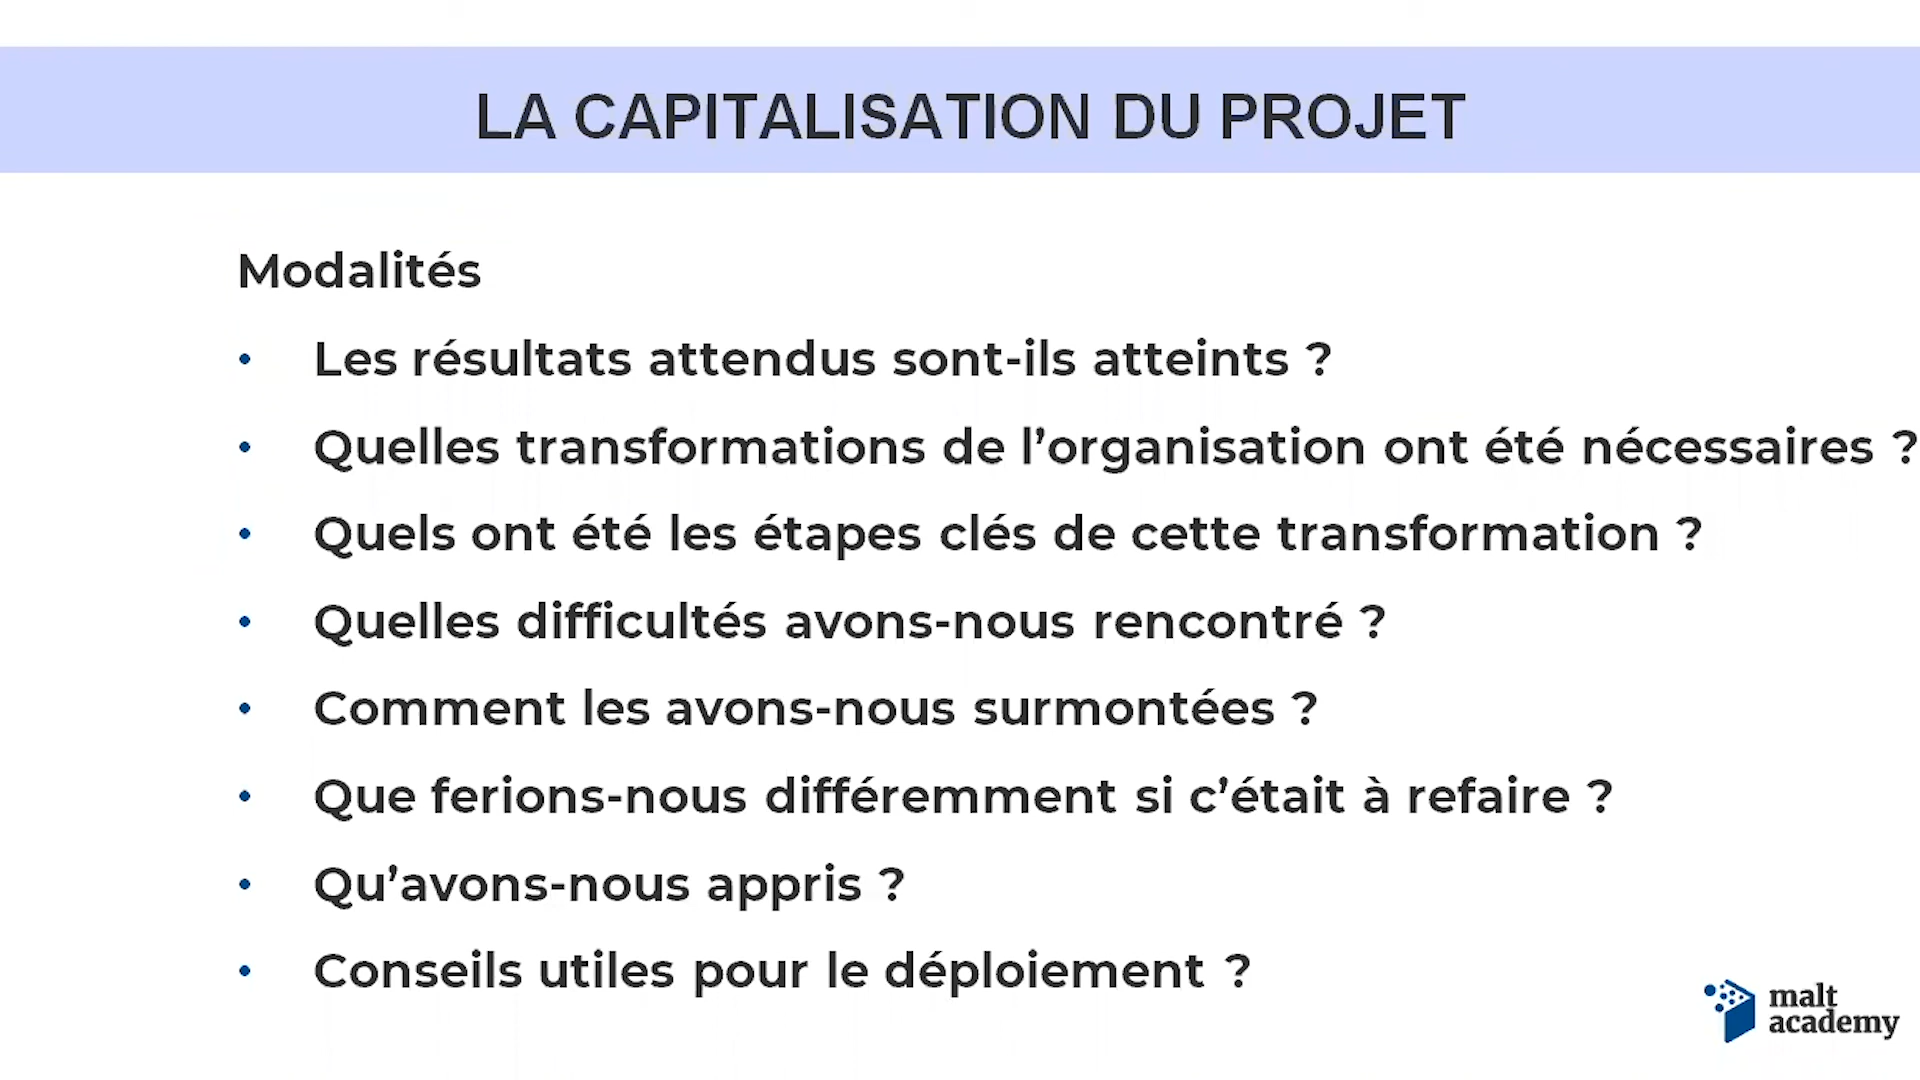 LA CAPITALISATION DU PROJET
Modalités
• Les résultats attendus sont-ils atteints ?
• Quelles transformations de l’organisation ont été nécessaires ?
• Quels ont été les étapes clés de cette transformation ?
• Quelles difficultés avons-nous rencontré ?
• Comment les avons-nous surmontées ?
• Que ferions-nous différemment si c’était à refaire ?
• Qu’avons-nous appris ?
• Conseils utiles pour le déploiement ?
malt
academy